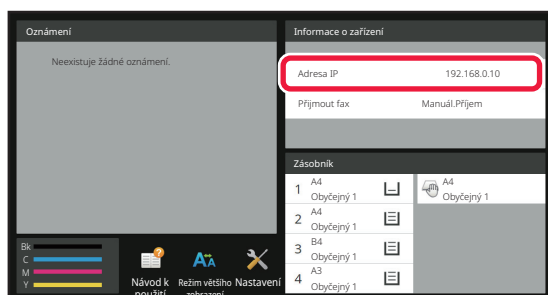 Oznámení
Neexistuje žádné oznámení.
Informace o zařízení
Adresa IP 192.168.0.10
Přijmout fax Manuál.Příjem
Zásobník
1 A4
Obyčejný 1
A4
Obyčejný 1
2 A4
Obyčejný 1
3 B4
Obyčejný 1
4 A3
Obyčejný 1
Bk
C
M
Y
Návod k
použití
Režim většího
zobrazení
Nastavení